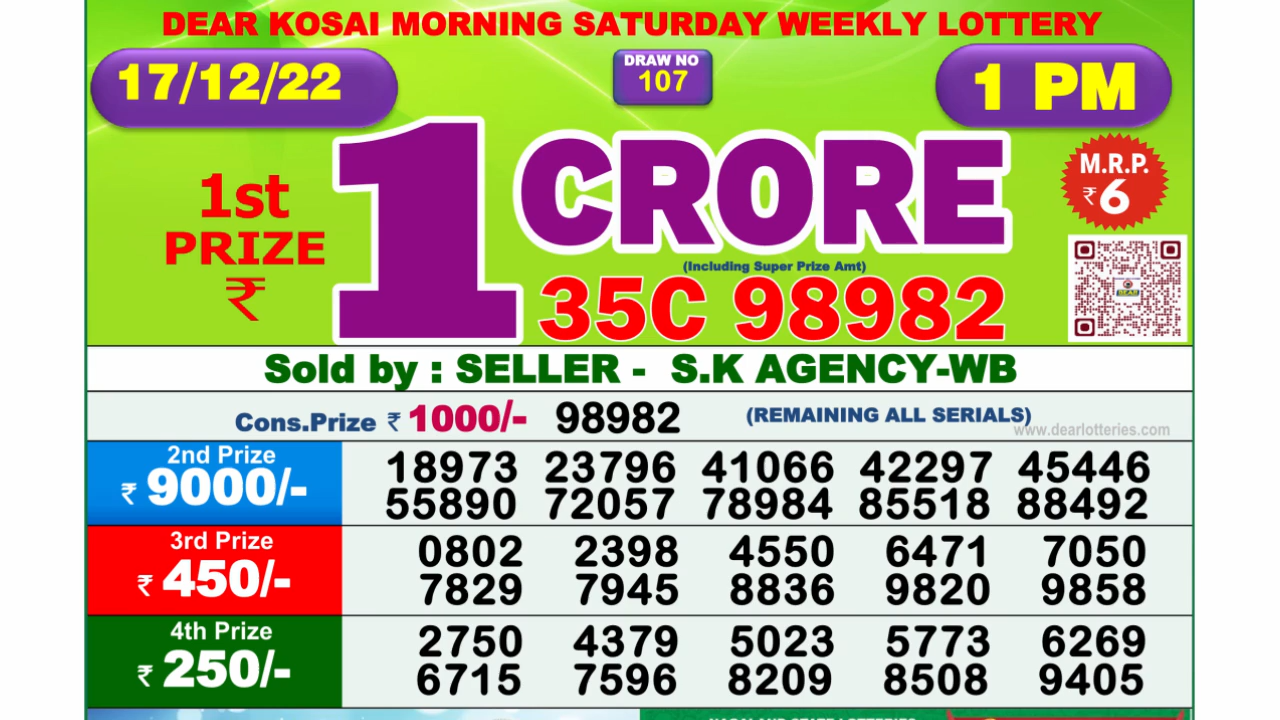 DEAR KOSAI MORNING SATURDAY WEEKLY LOTTERY
17/12/22
DRAW NO
107
1 PM
1st
PRIZE
₹
1 CRORE
(Including Super Prize Amt)
35C 98982
M.R.P.
₹6
DEAR
Sold by : SELLER - S.K AGENCY-WB
Cons.Prize ₹ 1000/- 98982 (REMAINING ALL SERIALS)
www.dearlotteries.com
2nd Prize
₹ 9000/-
18973 23796 41066 42297 45446
55890 72057 78984 85518 88492
3rd Prize
₹ 450/-
0802 2398 4550 6471 7050
7829 7945 8836 9820 9858
4th Prize
₹ 250/-
2750 4379 5023 5773 6269
6715 7596 8209 8508 9405